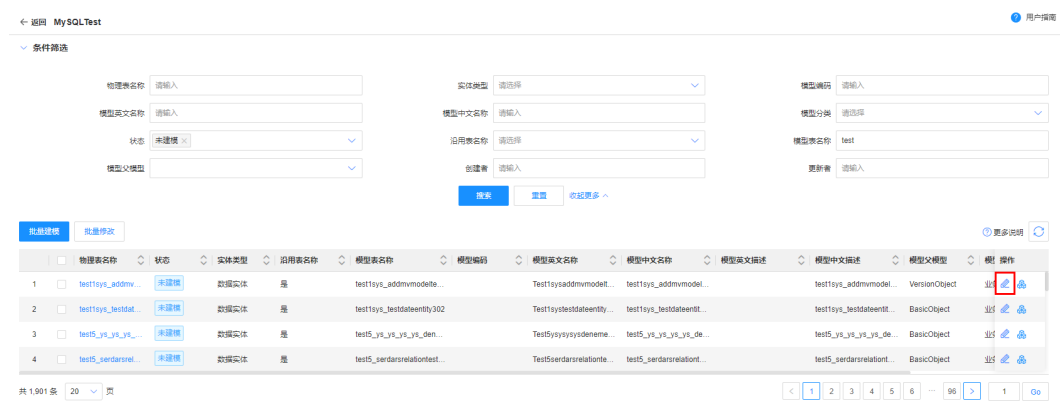 返回 MySQLTest 用户指南
条件筛选
物理表名称 请输入 实体类型 请选择 模型编码 请输入
模型英文名称 请输入 模型中文名称 请输入 模型分类 请选择
状态 未建模 × 沿用表名称 请选择 模型表名称 test
模型父模型 创建者 请输入 更新者 请输入
搜索 重置 收起更多
批量建模 批量修改 更多说明
物理表名称 状态 实体类型 沿用表名称 模型表名称 模型编码 模型英文名称 模型中文名称 模型英文描述 模型中文描述 模型父模型 操作
1 test1sys_addmv... 未建模 数据实体 是 test1sys_addmvmodelte... Test1sysaddmvmodelt... test1sys_addmvmodel... test1sys_addmvmodel... VersionObject
2 test1sys_testdat... 未建模 数据实体 是 test1sys_testdateentity302 Test1systestdateentity... test1sys_testdateentit... test1sys_testdateentit... BasicObject
3 test5_ys_ys_ys_... 未建模 数据实体 是 test5_ys_ys_ys_ys_den... Test5ysysysysdeneme... test5_ys_ys_ys_ys_de... test5_ys_ys_ys_ys_de... BasicObject
4 test5_serdarsrel... 未建模 数据实体 是 test5_serdarsrelationtest... Test5serdarsrelationte... test5_serdarsrelationt... test5_serdarsrelationt... BasicObject
共 1,901 条 20 页 < 1 2 3 4 5 6 ... 96 > 1 Go